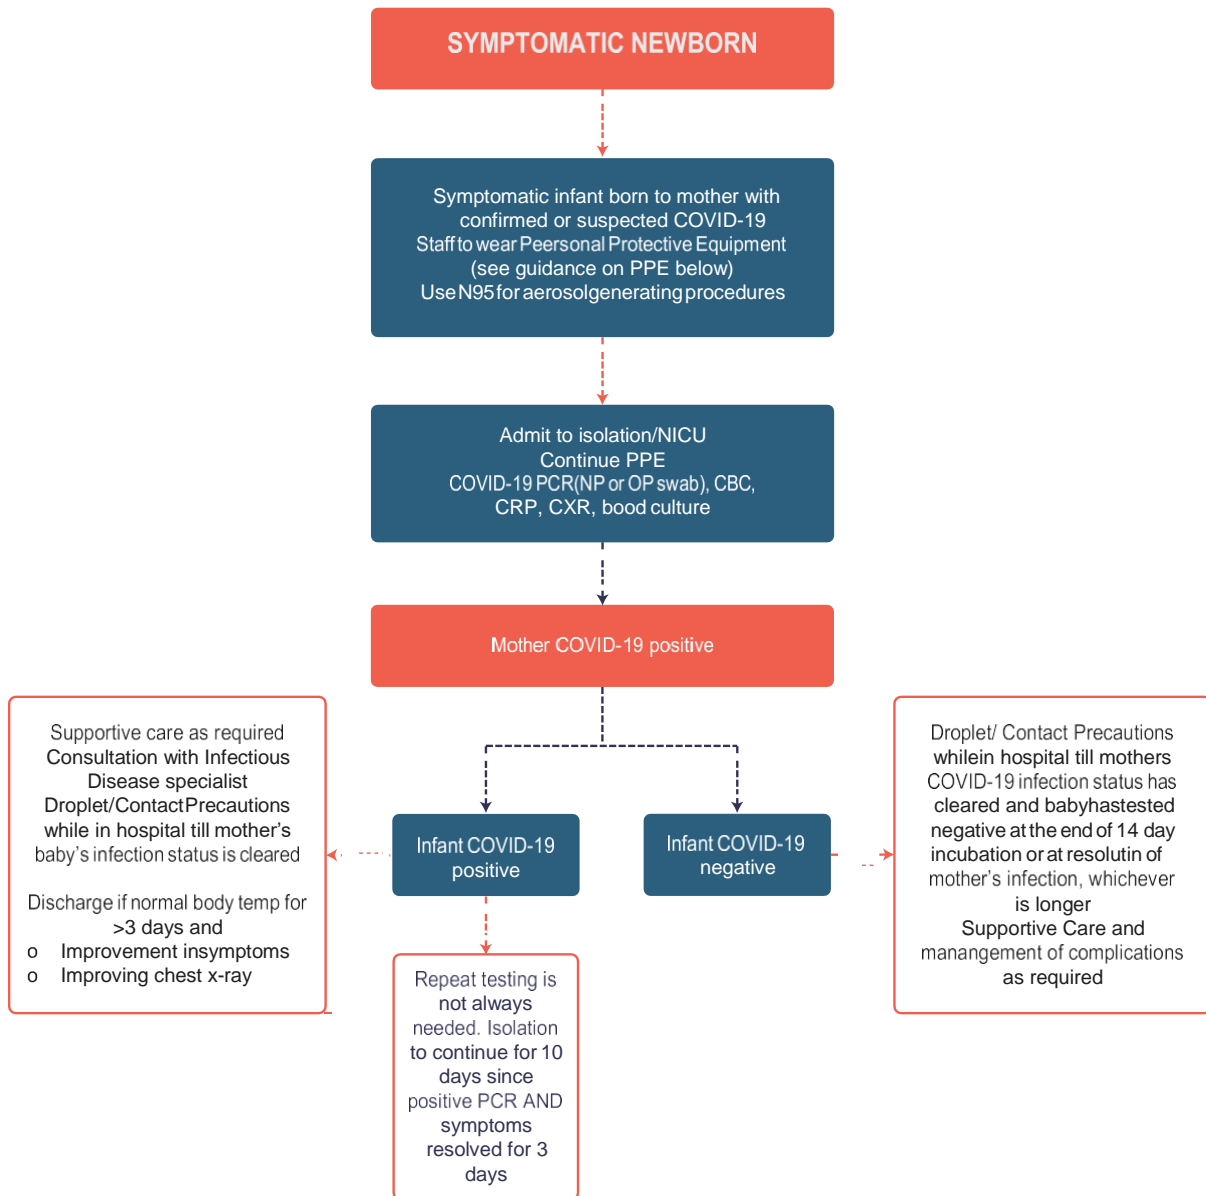 SYMPTOMATIC NEWBORN
Symptomatic infant born to mother with
confirmed or suspected COVID-19
Staff to wear Peersonal Protective Equipment
(see guidance on PPE below)
Use N95 for aerosolgenerating procedures
Admit to isolation/NICU
Continue PPE
COVID-19 PCR(NP or OP swab), CBC,
CRP, CXR, bood culture
Mother COVID-19 positive
Supportive care as required
Consultation with Infectious
Disease specialist
Droplet/Contact Precautions
while in hospital till mother's
baby's infection status is cleared
Discharge if normal body temp for
>3 days and
o Improvement insymptoms
o Improving chest x-ray
Infant COVID-19
positive
Infant COVID-19
negative
Droplet/ Contact Precautions
whilein hospital till mothers
COVID-19 infection status has
cleared and babyhastested
negative at the end of 14 day
incubation or at resolutin of
mother's infection, whichever
is longer
Supportive Care and
manangement of complications
as required
Repeat testing is
not always
needed. Isolation
to continue for 10
days since
positive PCR AND
symptoms
resolved for 3
days